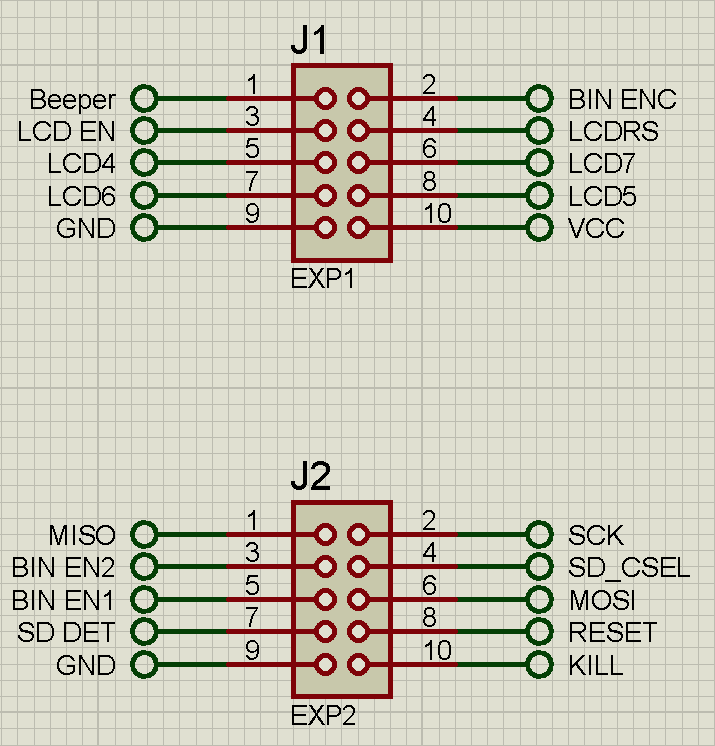 J1
Beeper 1 2 BIN ENC
LCD EN 3 4 LCDRS
LCD4 5 6 LCD7
LCD6 7 8 LCD5
GND 9 10 VCC
EXP1
J2
MISO 1 2 SCK
BIN EN2 3 4 SD_CSEL
BIN EN1 5 6 MOSI
SD DET 7 8 RESET
GND 9 10 KILL
EXP2